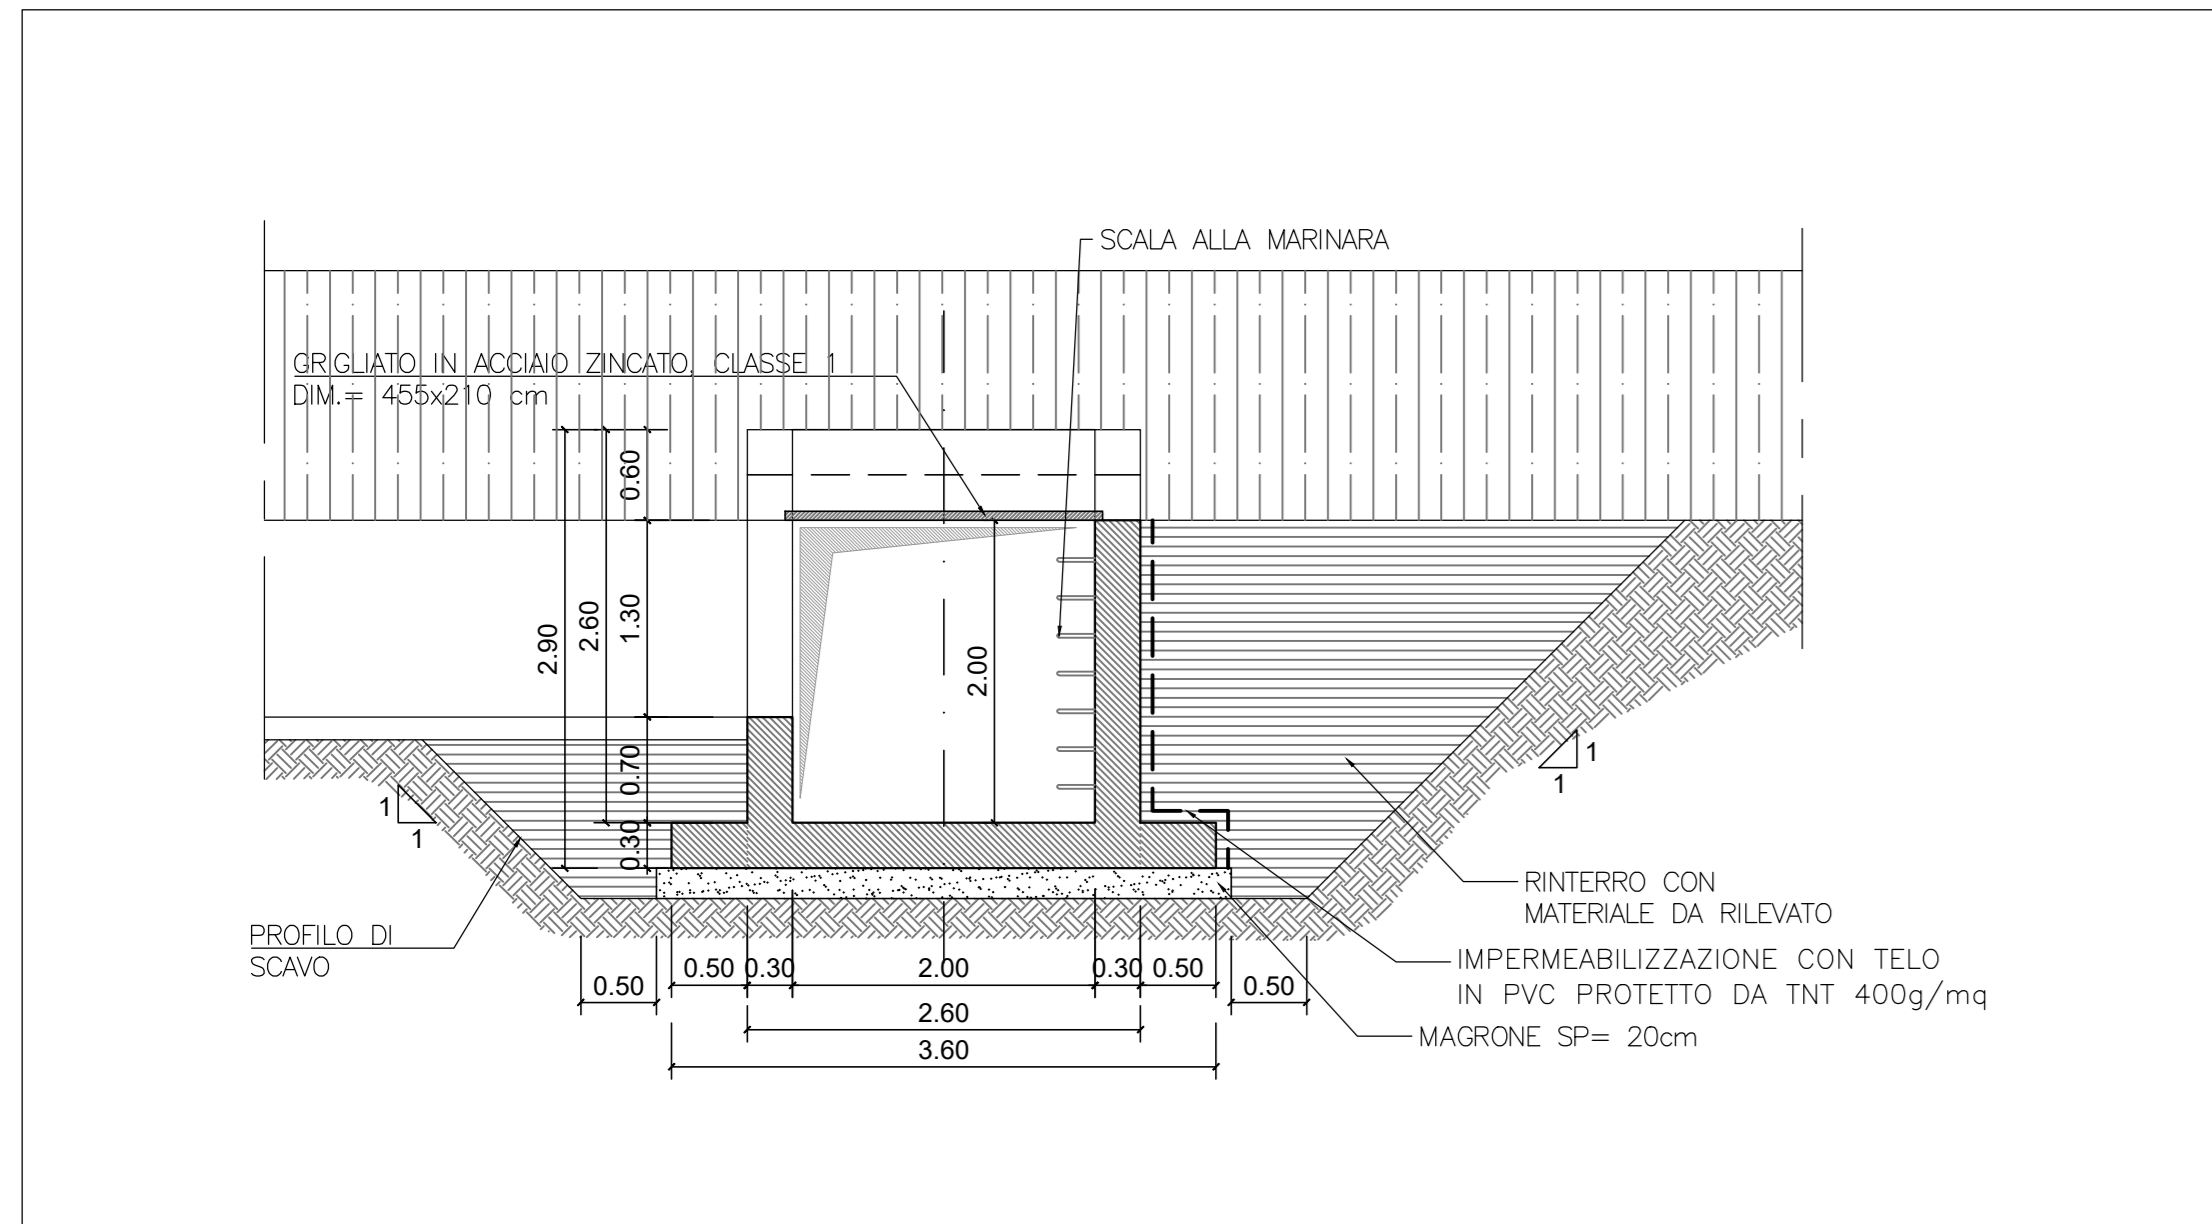 SCALA ALLA MARINARA
GRIGLIATO IN ACCIAIO ZINCATO, CLASSE 1
DIM.= 455x210 cm
0.60
1.30
2.60
2.90
2.00
0.70
0.30
1
1
1
1
RINTERRO CON
MATERIALE DA RILEVATO
PROFILO DI
SCAVO
IMPERMEABILIZZAZIONE CON TELO
IN PVC PROTETTO DA TNT 400g/mq
0.50 0.50 0.30 2.00 0.30 0.50 0.50
2.60
MAGRONE SP= 20cm
3.60